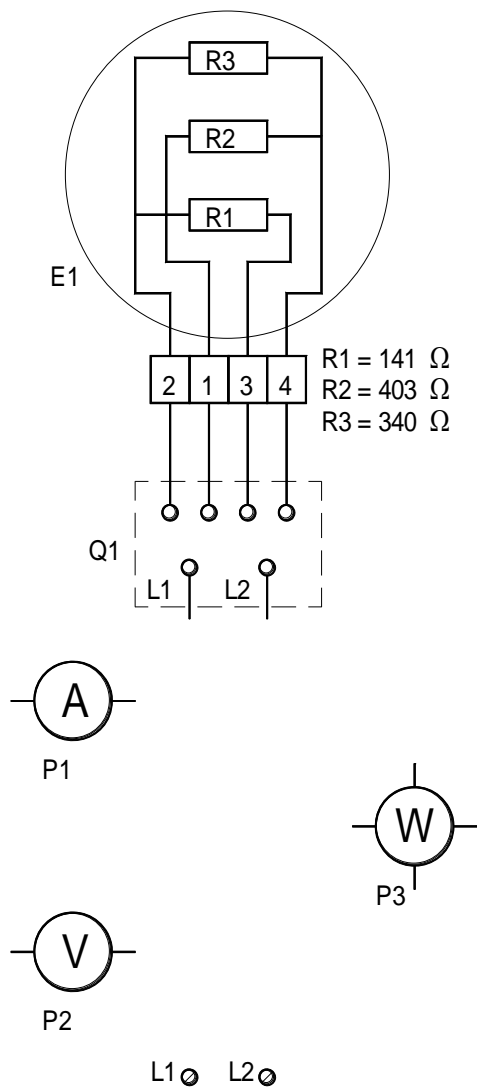 R3
R2
R1
E1
2 1 3 4
R1 = 141 Ω
R2 = 403 Ω
R3 = 340 Ω
Q1
L1 L2
A
P1
W
P3
V
P2
L1 L2